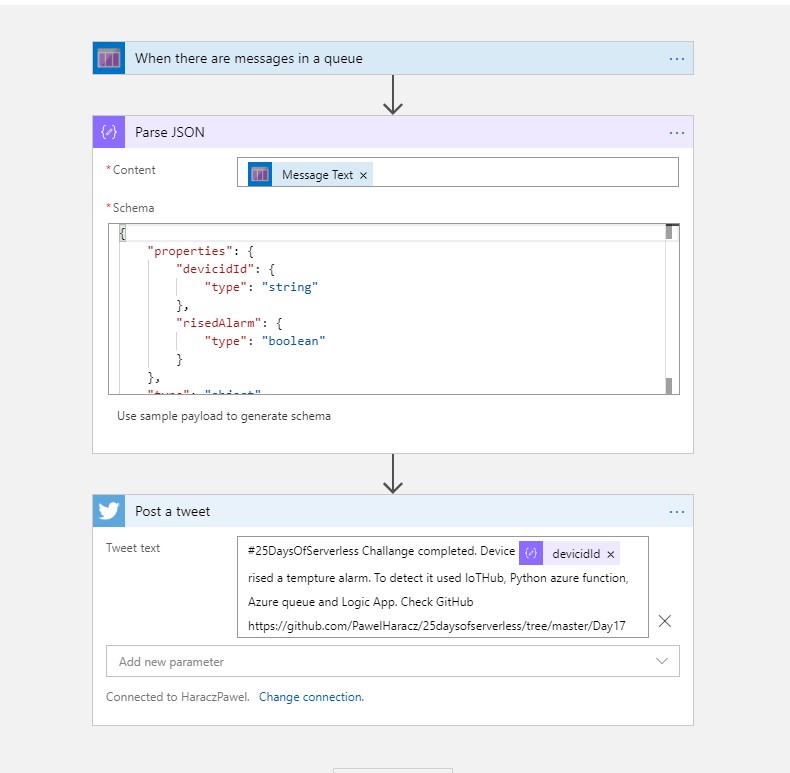 When there are messages in a queue
Parse JSON
* Content
Message Text ×
* Schema
{
"properties": {
"devicidId": {
"type": "string"
},
"risedAlarm": {
"type": "boolean"
}
},
"type": "object"
Use sample payload to generate schema
Post a tweet
Tweet text
#25DaysOfServerless Challange completed. Device devicidId ×
rised a tempture alarm. To detect it used IoTHub, Python azure function,
Azure queue and Logic App. Check GitHub
https://github.com/PawelHaracz/25daysofserverless/tree/master/Day17
Add new parameter
Connected to HaraczPawel. Change connection.